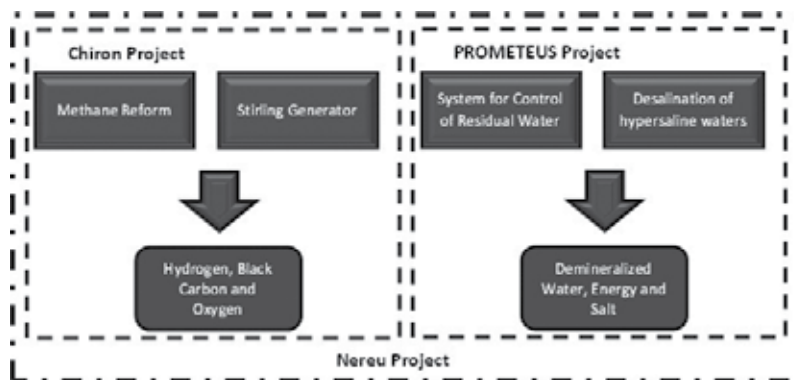 Chiron Project
Methane Reform
Stirling Generator
Hydrogen, Black
Carbon and
Oxygen
PROMETEUS Project
System for Control
of Residual Water
Desalination of
hypersaline waters
Demineralized
Water, Energy and
Salt
Nereu Project